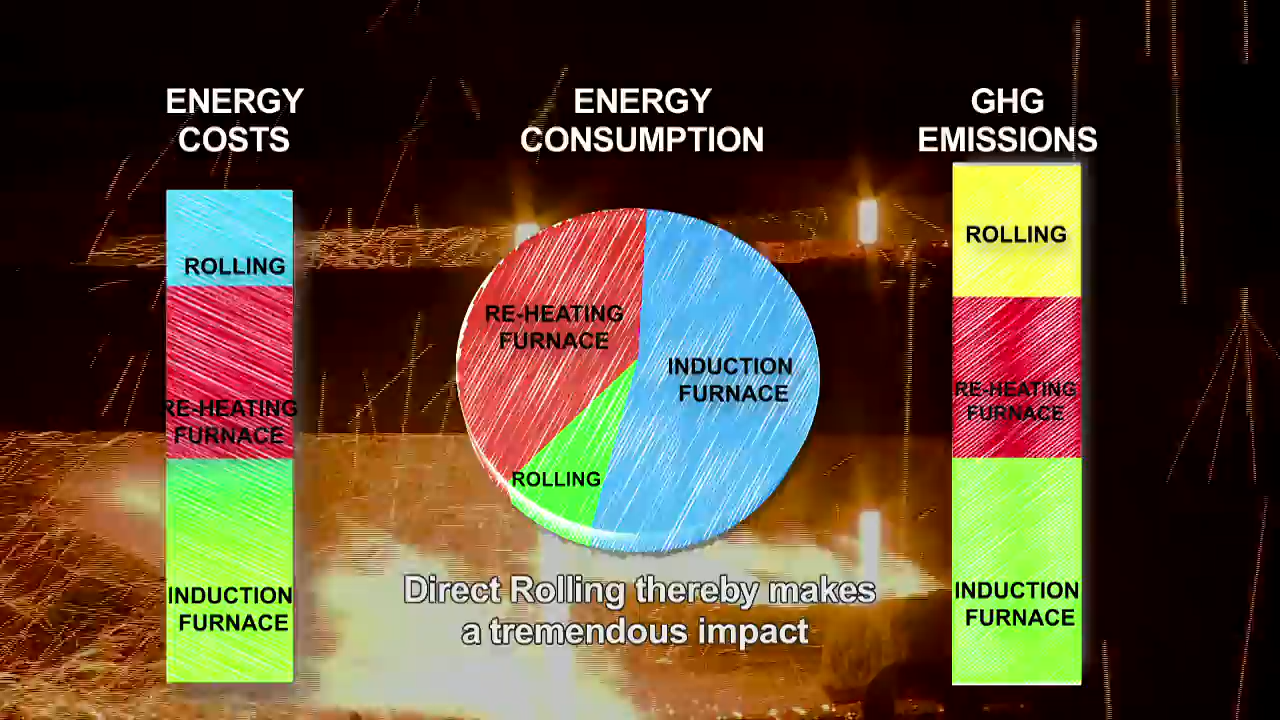 ENERGY
COSTS
ROLLING
RE-HEATING
FURNACE
INDUCTION
FURNACE
ENERGY
CONSUMPTION
RE-HEATING
FURNACE
INDUCTION
FURNACE
ROLLING
GHG
EMISSIONS
ROLLING
RE-HEATING
FURNACE
INDUCTION
FURNACE
Direct Rolling thereby makes
a tremendous impact